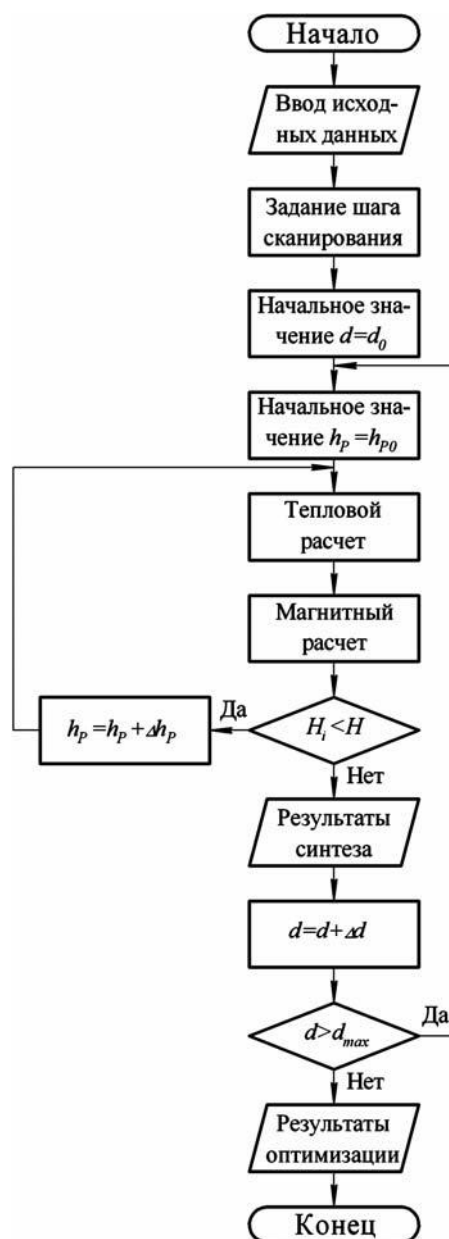 Начало
Ввод исход-
ных данных
Задание шага
сканирования
Начальное зна-
чение d=d₀
Начальное зна-
чение hP=hP0
Тепловой
расчет
Магнитный
расчет
hP=hP+ΔhP
Да
Hi<H
Нет
Результаты
синтеза
d=d+Δd
d>dmax
Да
Нет
Результаты
оптимизации
Конец